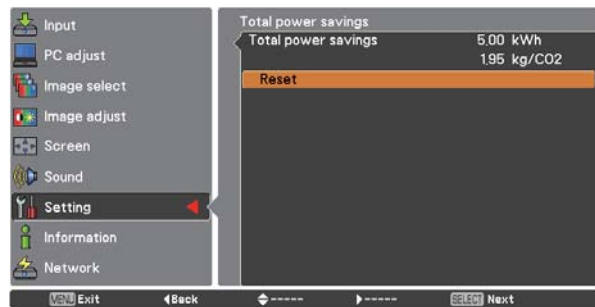 Input
PC adjust
Image select
Image adjust
Screen
Sound
Setting
Information
Network
Total power savings
Total power savings 5.00 kWh
1.95 kg/CO2
Reset
MENU Exit ◀Back ◆----- ▶----- SELECT Next